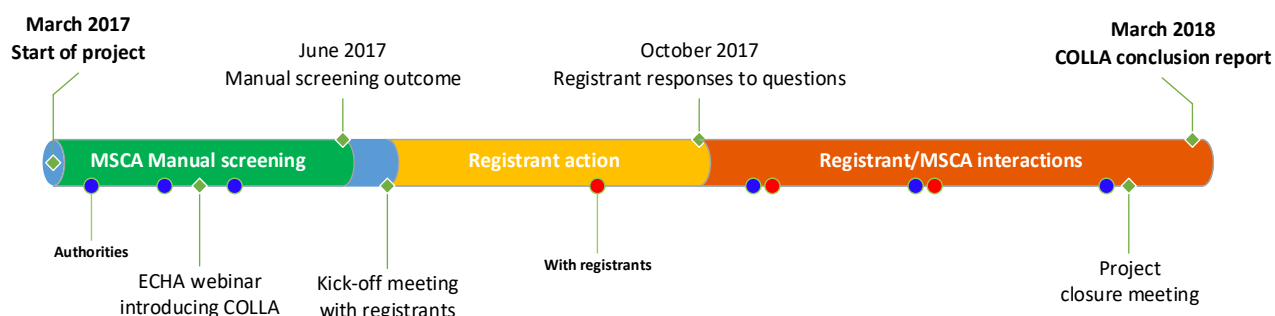 March 2017
Start of project
June 2017
Manual screening outcome
October 2017
Registrant responses to questions
March 2018
COLLA conclusion report
MSCA Manual screening
Registrant action
Registrant/MSCA interactions
Authorities
With registrants
ECHA webinar
introducing COLLA
Kick-off meeting
with registrants
Project
closure meeting